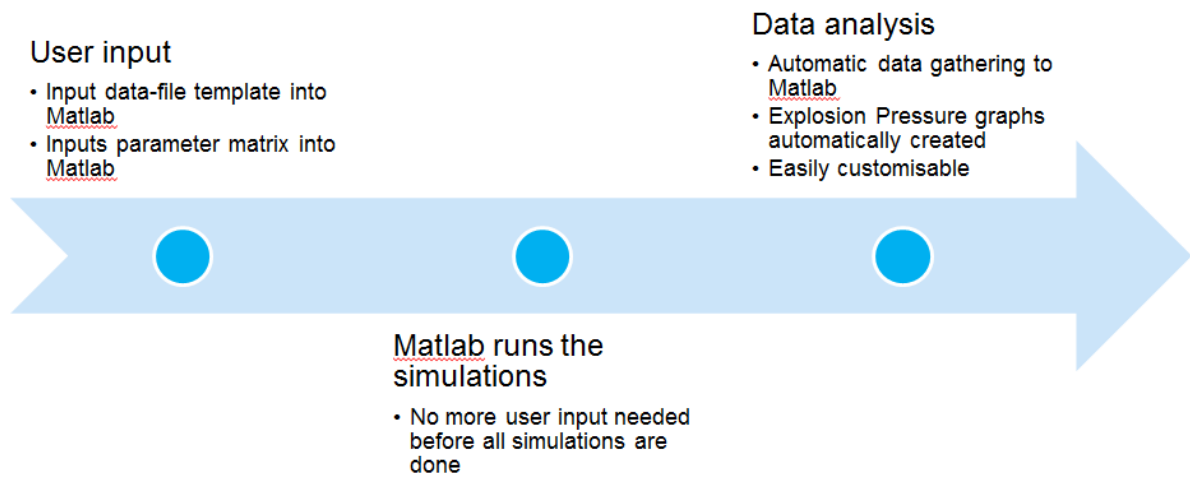 User input
• Input data-file template into
Matlab
• Inputs parameter matrix into
Matlab
Matlab runs the
simulations
• No more user input needed
before all simulations are
done
Data analysis
• Automatic data gathering to
Matlab
• Explosion Pressure graphs
automatically created
• Easily customisable